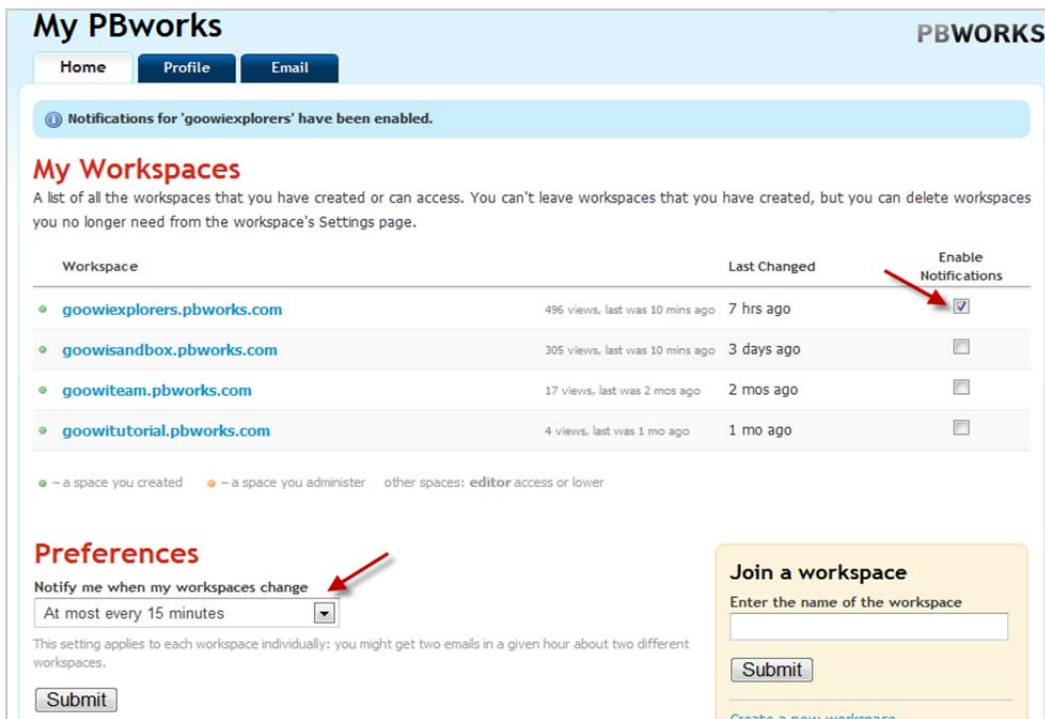 My PBworks
PBWORKS
Home Profile Email
Notifications for 'goowiexplorers' have been enabled.
My Workspaces
A list of all the workspaces that you have created or can access. You can't leave workspaces that you have created, but you can delete workspaces
you no longer need from the workspace's Settings page.
Workspace Last Changed Enable
Notifications
goowiexplorers.pbworks.com 496 views, last was 10 mins ago 7 hrs ago
goowisandbox.pbworks.com 305 views, last was 10 mins ago 3 days ago
goowiteam.pbworks.com 17 views, last was 2 mos ago 2 mos ago
goowitutorial.pbworks.com 4 views, last was 1 mo ago 1 mo ago
– a space you created – a space you administer other spaces: editor access or lower
Preferences
Notify me when my workspaces change
At most every 15 minutes
This setting applies to each workspace individually: you might get two emails in a given hour about two different
workspaces.
Submit
Join a workspace
Enter the name of the workspace
Submit
Create a new workspace